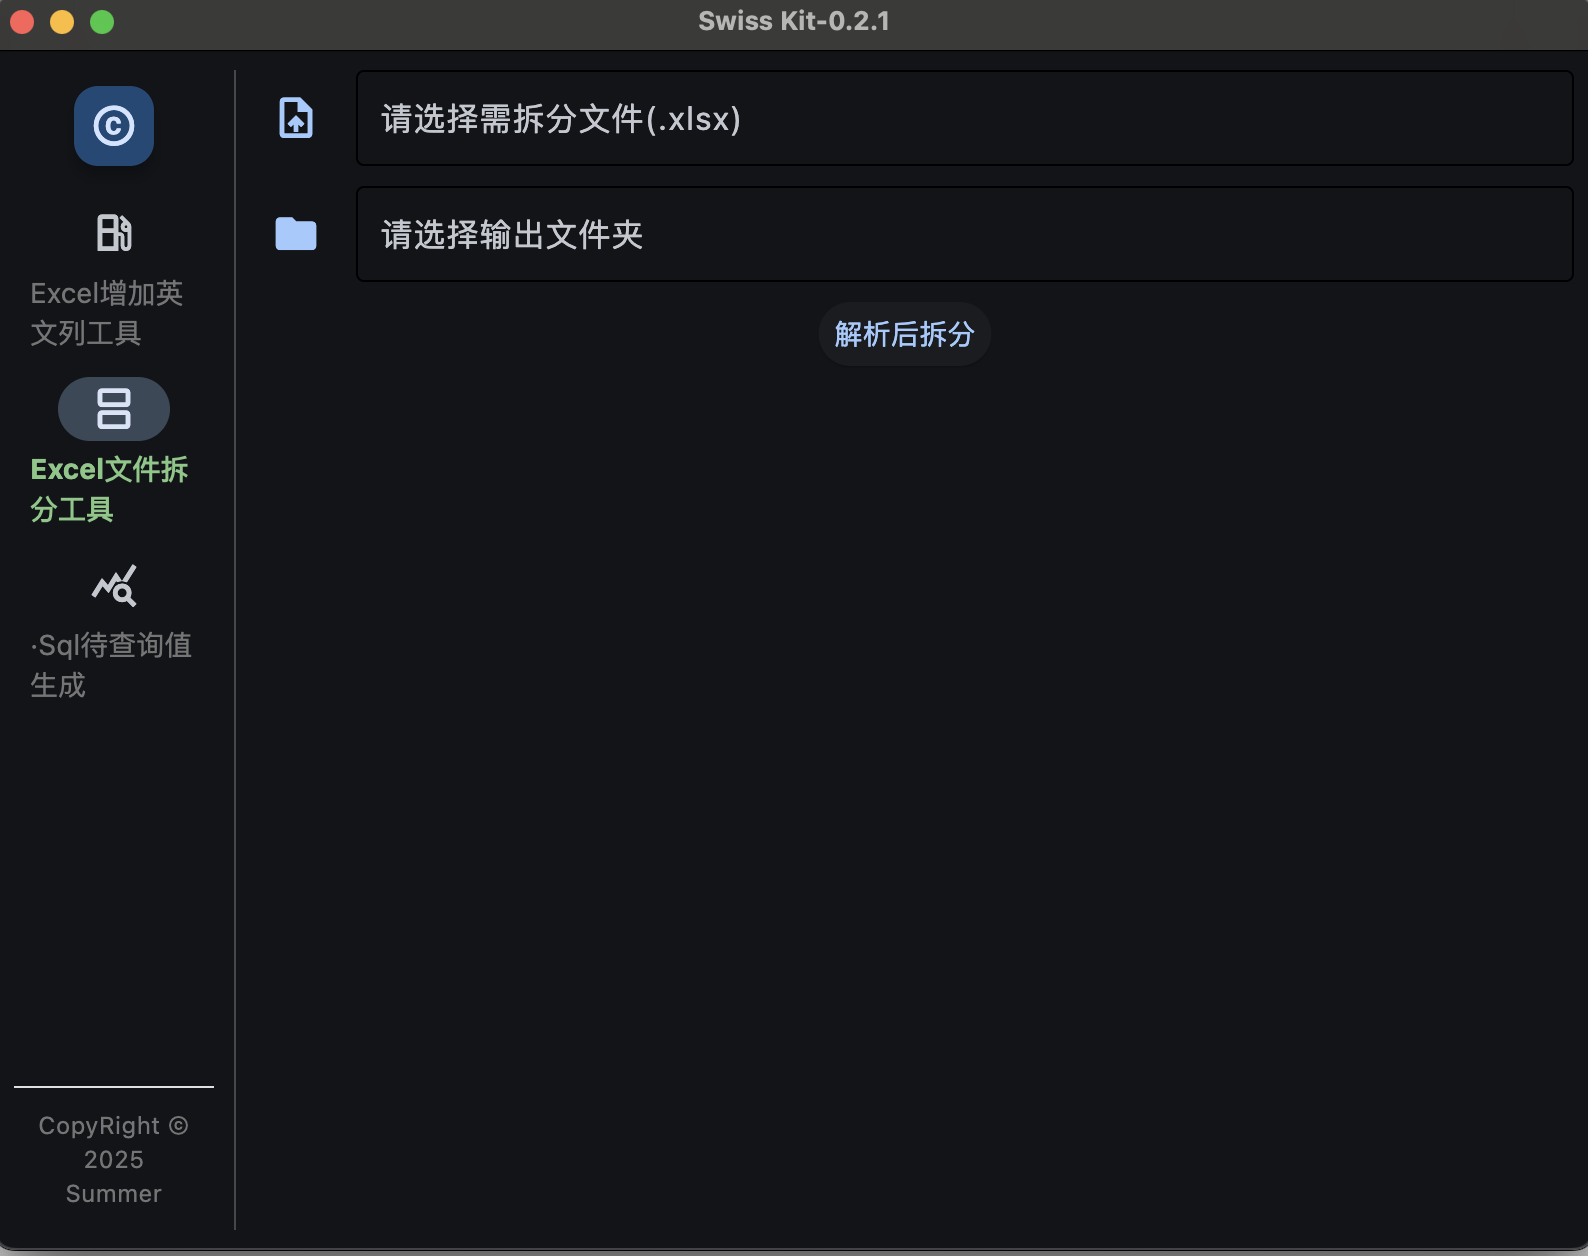 Swiss Kit-0.2.1
©
Excel增加英
文列工具
Excel文件拆
分工具
·Sql待查询值
生成
CopyRight ©
2025
Summer
请选择需拆分文件(.xlsx)
请选择输出文件夹
解析后拆分